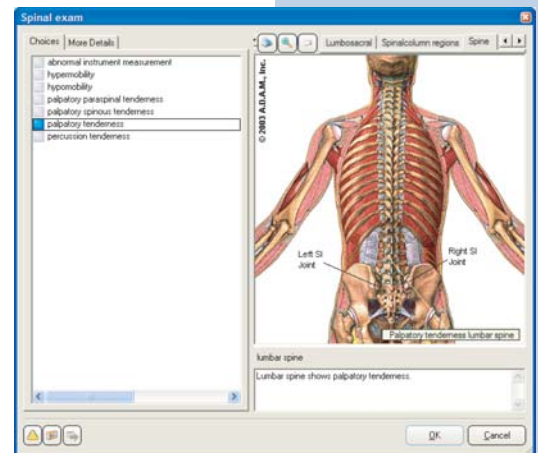 Spinal exam
Choices
More Details
Lumbosacral
Spinalcolumn regions
Spine
abnormal instrument measurement
hypermobility
hypomobility
palpatory paraspinal tenderness
palpatory spinous tenderness
palpatory tenderness
percussion tenderness
© 2003 A.D.A.M., Inc.
Left SI
Joint
Right SI
Joint
Palpatory tenderness lumbar spine
lumbar spine
Lumbar spine shows palpatory tenderness.
OK
Cancel